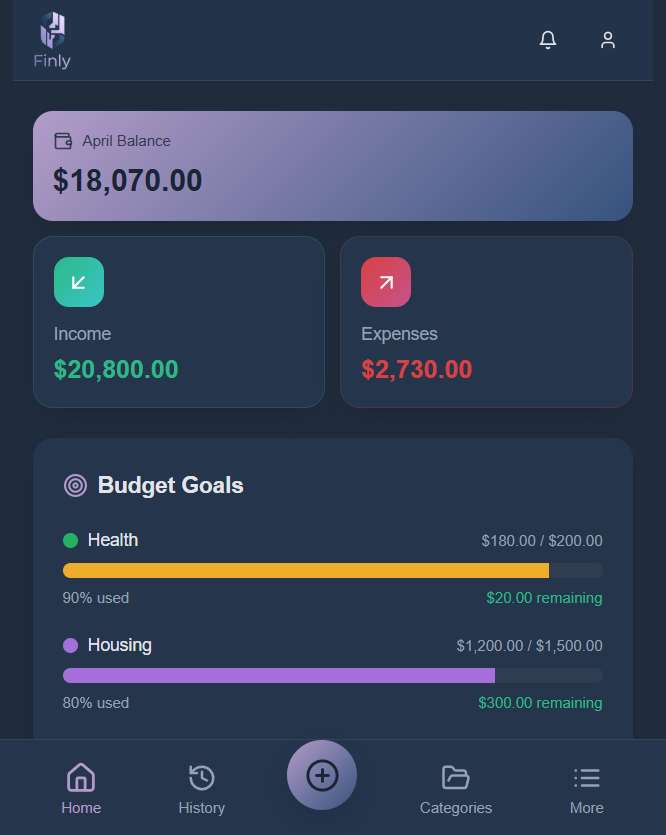 Finly
April Balance
$18,070.00
Income
$20,800.00
Expenses
$2,730.00
Budget Goals
Health $180.00 / $200.00
90% used $20.00 remaining
Housing $1,200.00 / $1,500.00
80% used $300.00 remaining
Home History Categories More